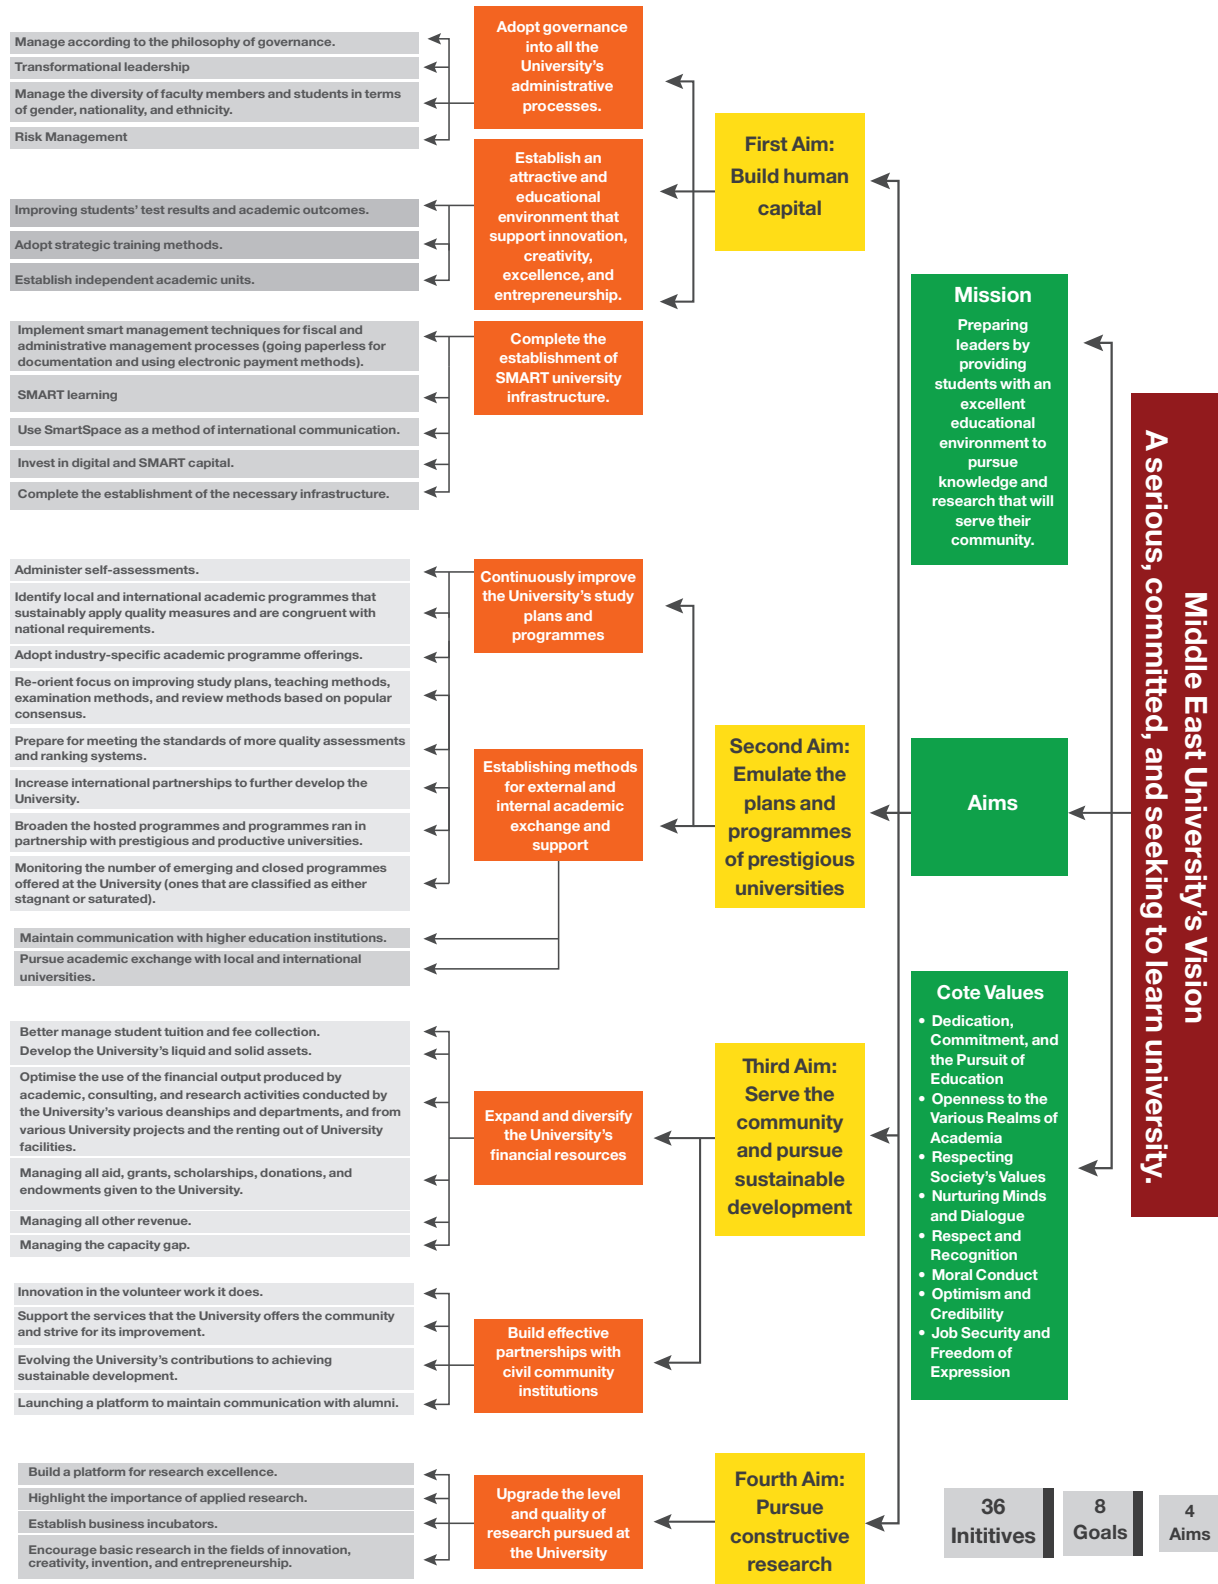 Manage according to the philosophy of governance.
Transformational leadership
Manage the diversity of faculty members and students in terms
of gender, nationality, and ethnicity.
Risk Management
Improving students' test results and academic outcomes.
Adopt strategic training methods.
Establish independent academic units.
Implement smart management techniques for fiscal and
administrative management processes (going paperless for
documentation and using electronic payment methods).
SMART learning
Use SmartSpace as a method of international communication.
Invest in digital and SMART capital.
Complete the establishment of the necessary infrastructure.
Administer self-assessments.
Identify local and international academic programmes that
sustainably apply quality measures and are congruent with
national requirements.
Adopt industry-specific academic programme offerings.
Re-orient focus on improving study plans, teaching methods,
examination methods, and review methods based on popular
consensus.
Prepare for meeting the standards of more quality assessments
and ranking systems.
Increase international partnerships to further develop the
University.
Broaden the hosted programmes and programmes ran in
partnership with prestigious and productive universities.
Monitoring the number of emerging and closed programmes
offered at the University (ones that are classified as either
stagnant or saturated).
Maintain communication with higher education institutions.
Pursue academic exchange with local and international
universities.
Better manage student tuition and fee collection.
Develop the University's liquid and solid assets.
Optimise the use of the financial output produced by
academic, consulting, and research activities conducted by
the University's various deanships and departments, and from
various University projects and the renting out of University
facilities.
Managing all aid, grants, scholarships, donations, and
endowments given to the University.
Managing all other revenue.
Managing the capacity gap.
Innovation in the volunteer work it does.
Support the services that the University offers the community
and strive for its improvement.
Evolving the University's contributions to achieving
sustainable development.
Launching a platform to maintain communication with alumni.
Build a platform for research excellence.
Highlight the importance of applied research.
Establish business incubators.
Encourage basic research in the fields of innovation,
creativity, invention, and entrepreneurship.
Adopt governance
into all the
University's
administrative
processes.
Establish an
attractive and
educational
environment that
support innovation,
creativity,
excellence, and
entrepreneurship.
Complete the
establishment of
SMART university
infrastructure.
Continuously improve
the University's study
plans and
programmes
Establishing methods
for external and
internal academic
exchange and
support
Expand and diversify
the University's
financial resources
Build effective
partnerships with
civil community
institutions
Upgrade the level
and quality of
research pursued at
the University
First Aim:
Build human
capital
Second Aim:
Emulate the
plans and
programmes
of prestigious
universities
Third Aim:
Serve the
community
and pursue
sustainable
development
Fourth Aim:
Pursue
constructive
research
Mission
Preparing
leaders by
providing
students with an
excellent
educational
environment to
pursue
knowledge and
research that will
serve their
community.
Aims
Cote Values
• Dedication,
Commitment, and
the Pursuit of
Education
• Openness to the
Various Realms of
Academia
• Respecting
Society's Values
• Nurturing Minds
and Dialogue
• Respect and
Recognition
• Moral Conduct
• Optimism and
Credibility
• Job Security and
Freedom of
Expression
Middle East University's Vision
A serious, committed, and seeking to learn university.
36
Inititives
8
Goals
4
Aims